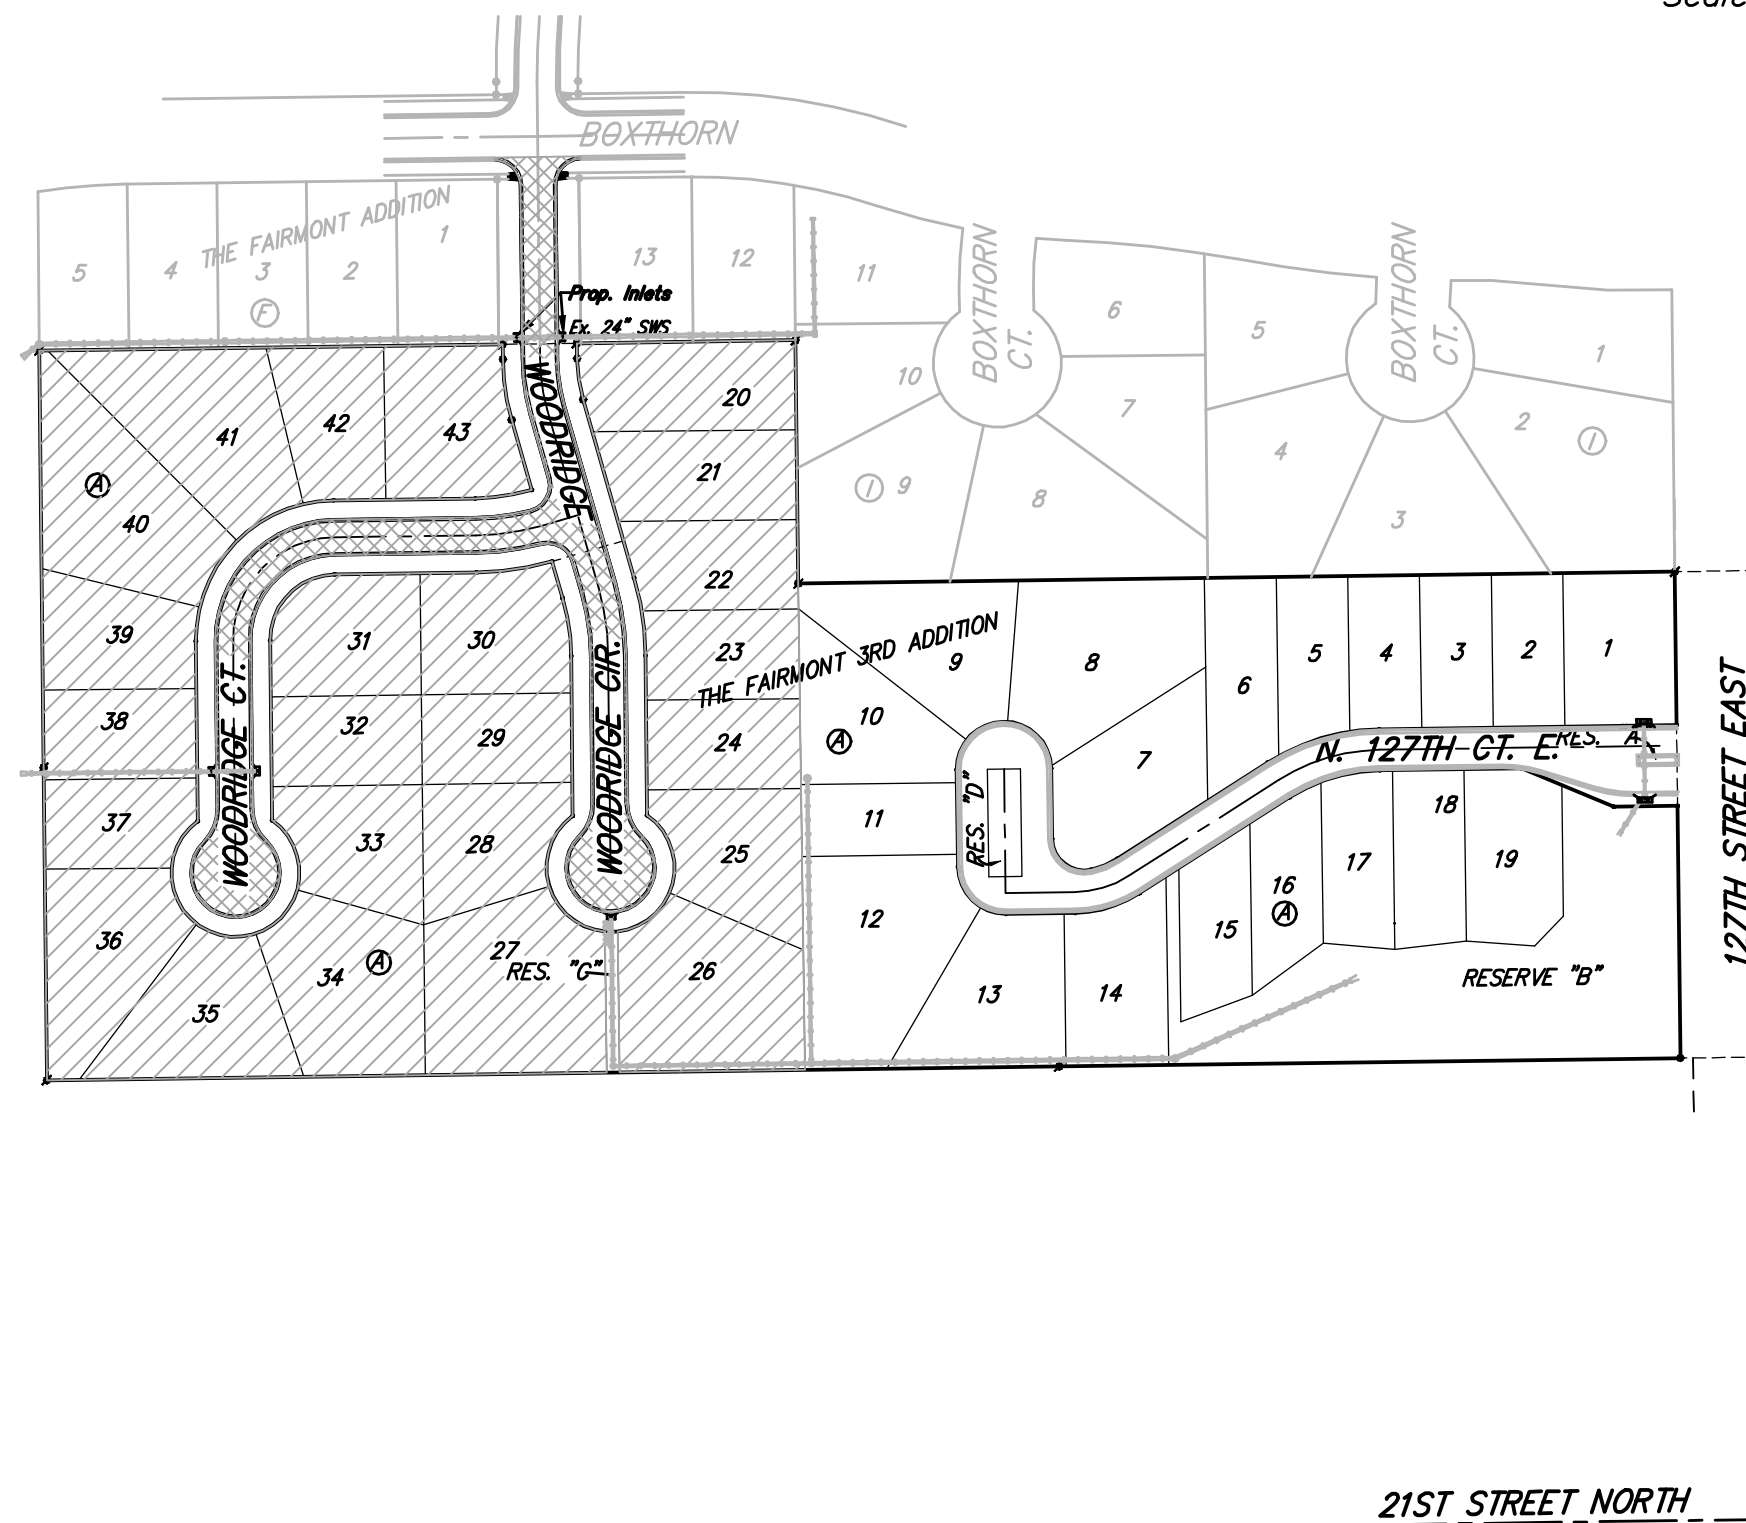 BOXTHORN
THE FAIRMONT ADDITION
5
4
3
2
1
F
13
12
11
Prop. Inlets
Ex. 24" SWS
BOXTHORN
CT.
BOXTHORN
CT.
6
5
1
10
7
4
2
I
I
9
8
3
WOODRIDGE
20
21
22
23
24
25
26
41
42
43
A
40
39
38
37
36
35
34
A
33
32
31
30
29
28
27
RES. "C"
WOODRIDGE CT.
WOODRIDGE CIR.
THE FAIRMONT 3RD ADDITION
9
8
6
5
4
3
2
1
10
A
7
N. 127TH CT. E.
RES. A
RES. "D"
11
12
13
14
15
16
A
17
18
19
RESERVE "B"
127TH STREET EAST
21ST STREET NORTH